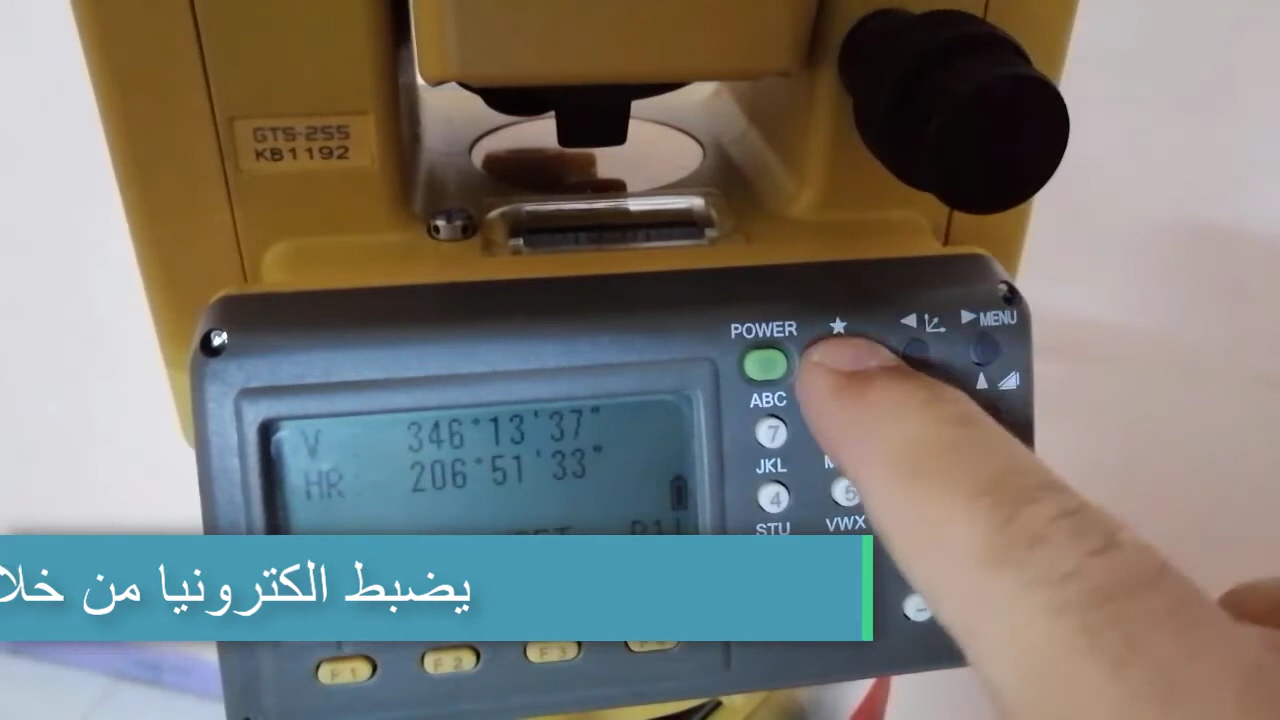 GTS-255
KB1192
POWER
MENU
ABC
7
JKL
4
5
STU
VWX
V 346°13'37"
HR 206°51'33"
يضبط الكترونيا من
F1
F2
F3